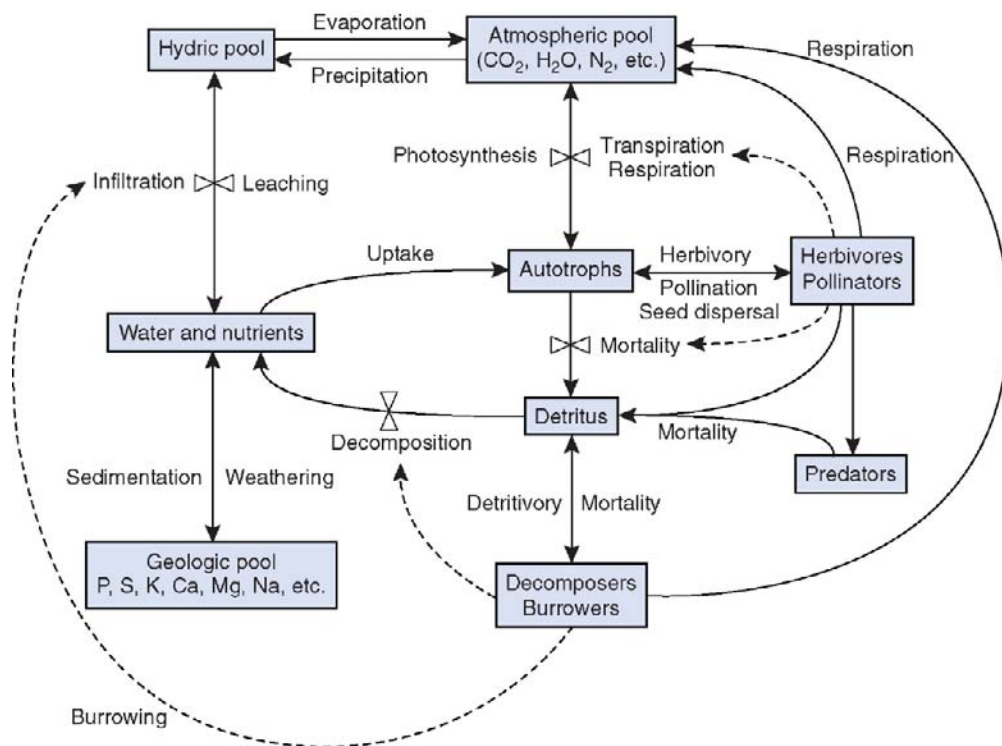 Evaporation
Hydric pool
Precipitation
Atmospheric pool
(CO₂, H₂O, N₂, etc.)
Respiration
Photosynthesis
Transpiration
Respiration
Respiration
Infiltration
Leaching
Uptake
Autotrophs
Herbivory
Pollination
Seed dispersal
Herbivores
Pollinators
Water and nutrients
Mortality
Detritus
Decomposition
Mortality
Predators
Sedimentation
Weathering
Detritivory
Mortality
Geologic pool
P, S, K, Ca, Mg, Na, etc.
Decomposers
Burrowers
Burrowing